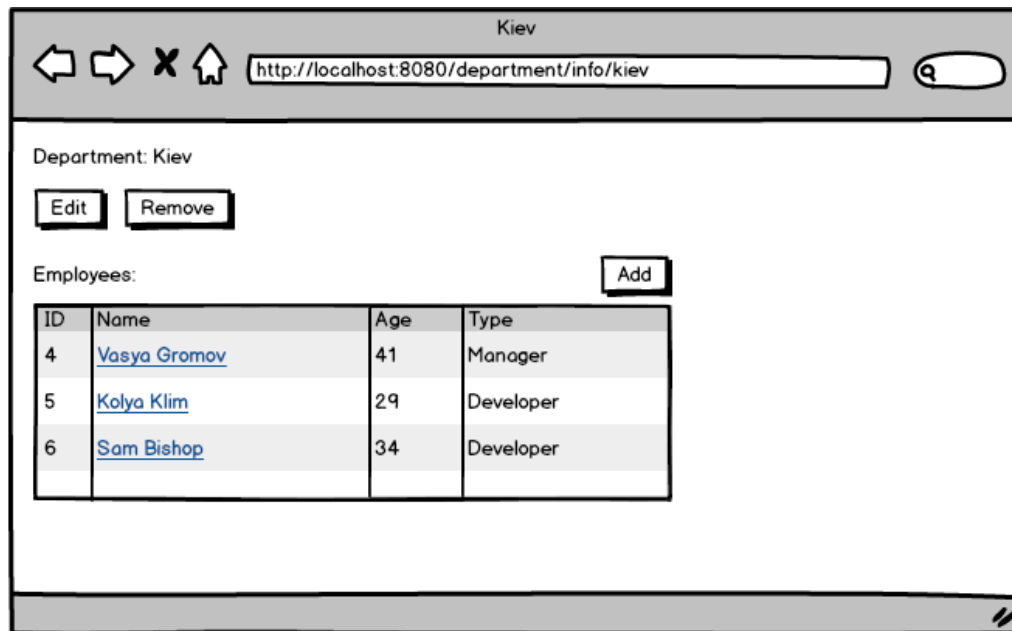 Kiev
http://localhost:8080/department/info/kiev
Department: Kiev
Edit Remove
Employees: Add
ID Name Age Type
4 Vasya Gromov 41 Manager
5 Kolya Klim 29 Developer
6 Sam Bishop 34 Developer